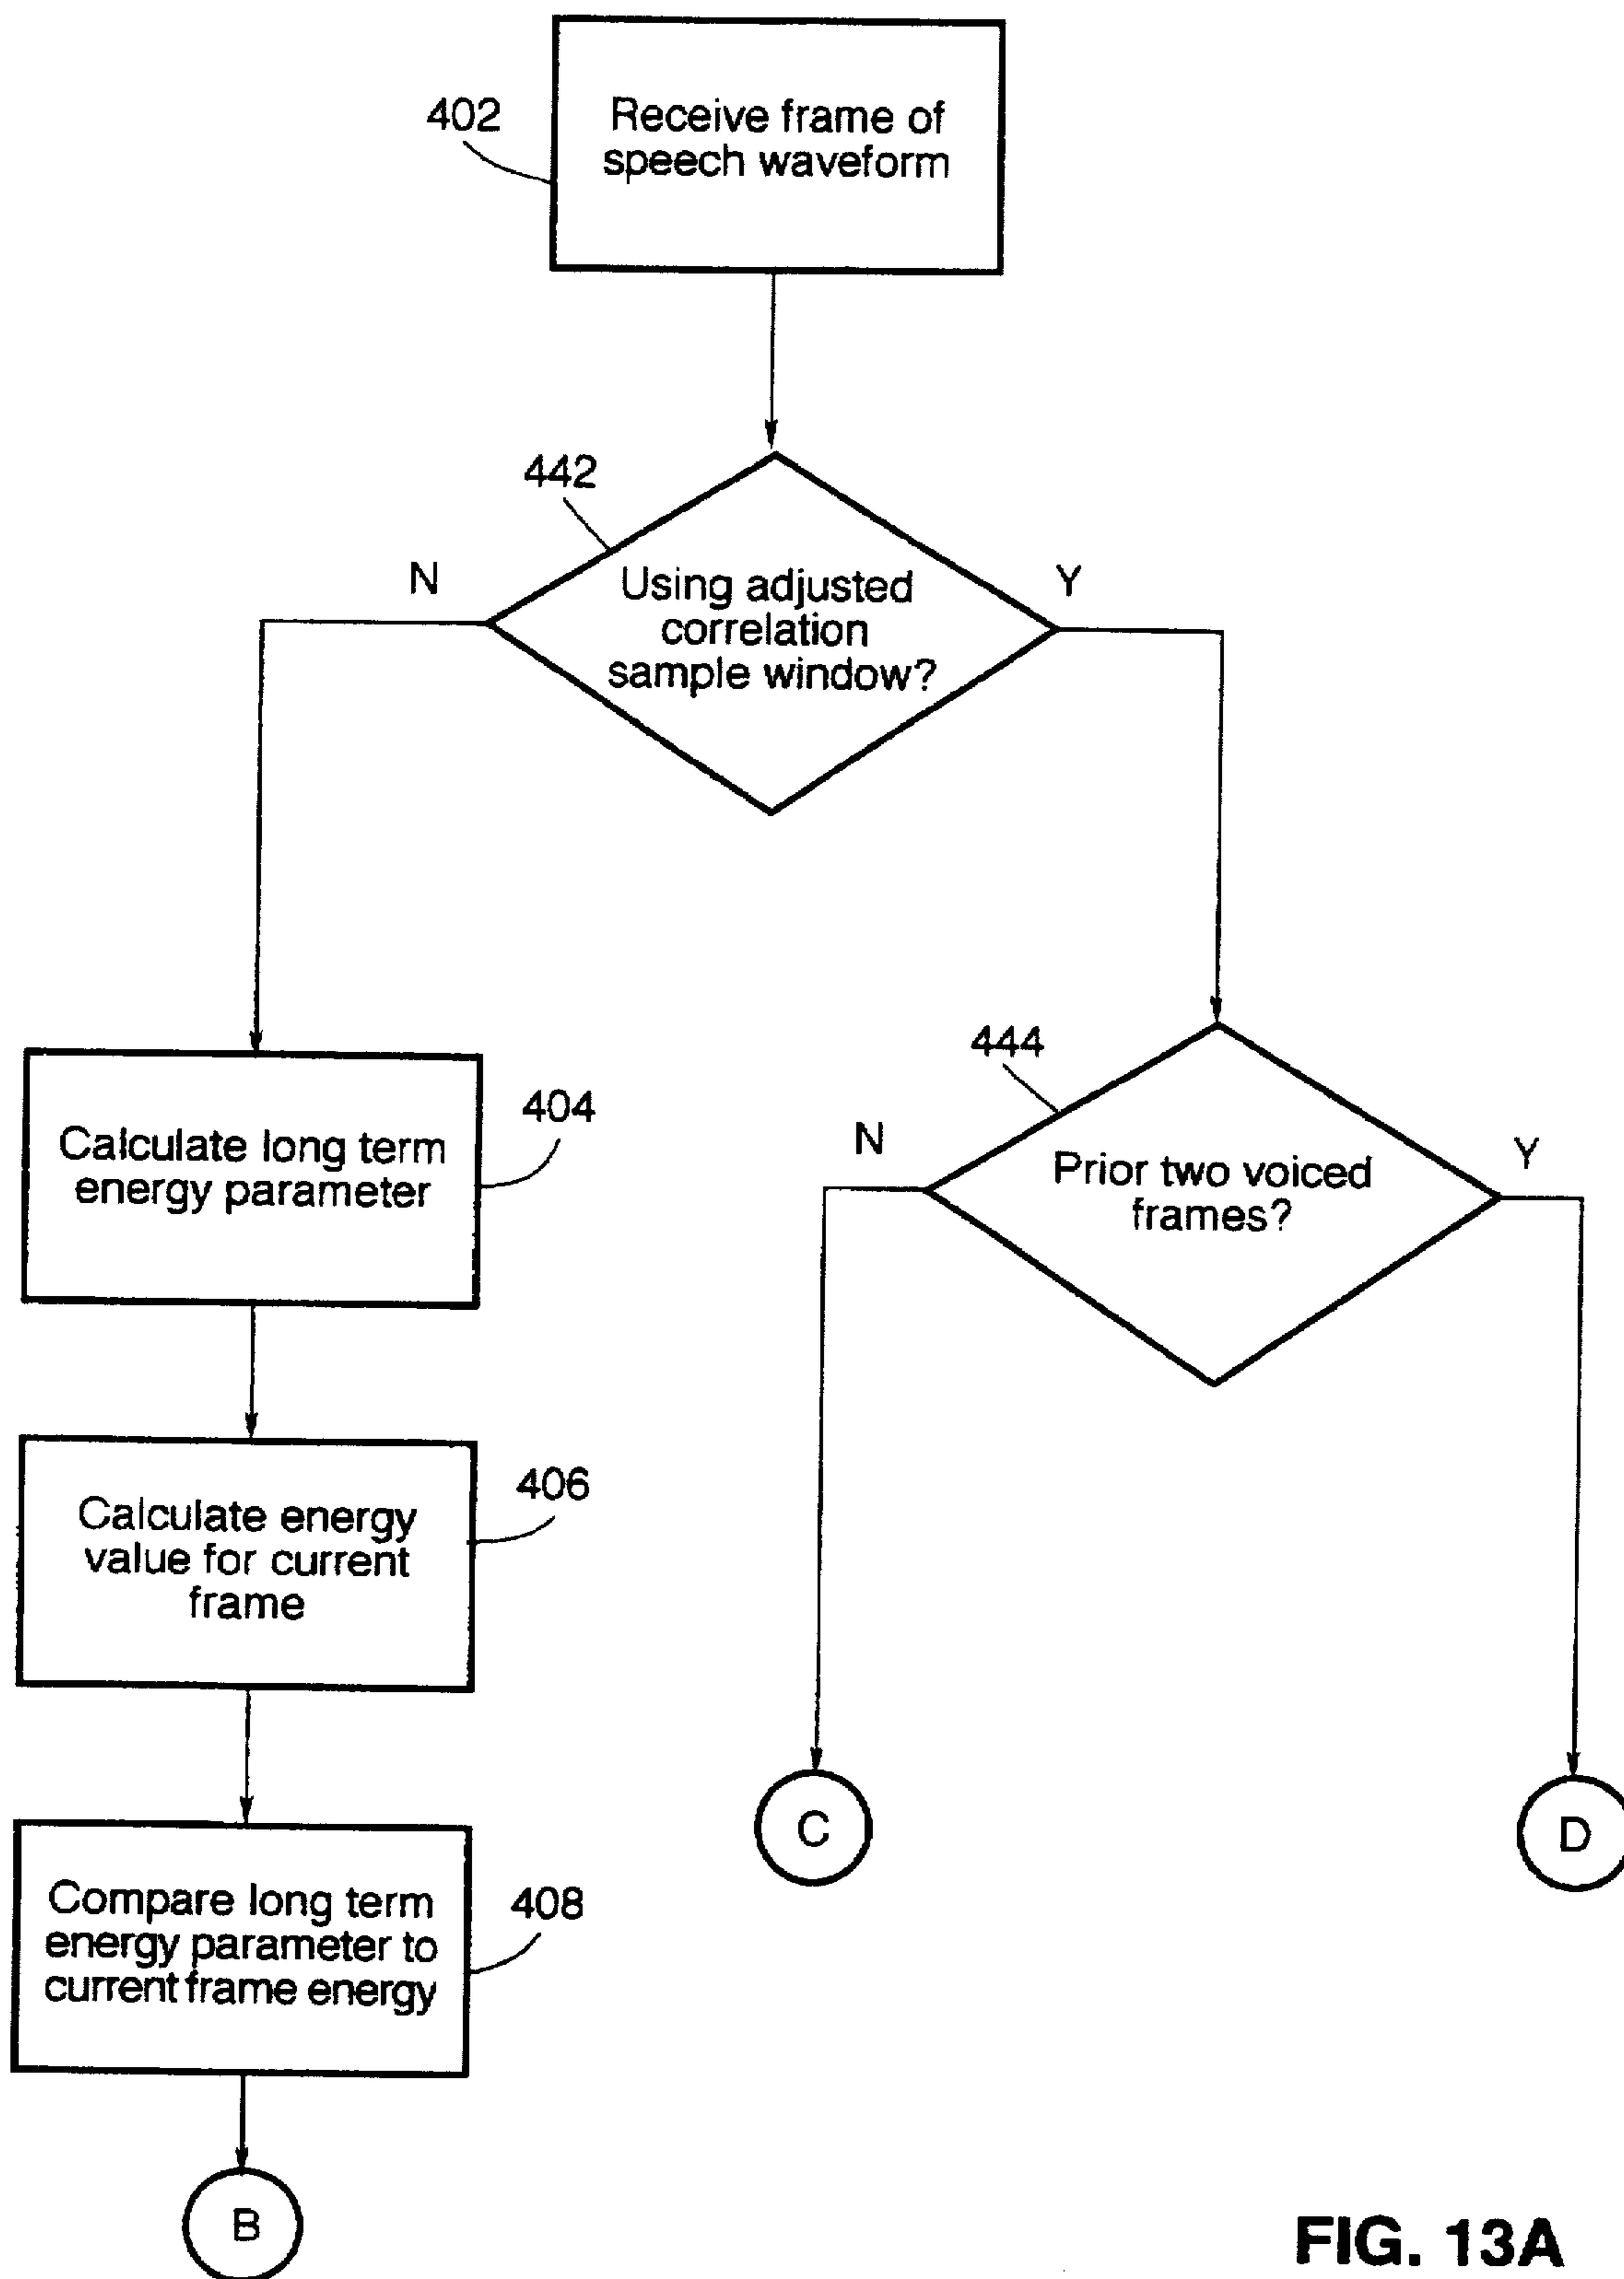 402
Receive frame of
speech waveform
442
N
Y
Using adjusted
correlation
sample window?
404
Calculate long term
energy parameter
444
N
Y
Prior two voiced
frames?
406
Calculate energy
value for current
frame
408
Compare long term
energy parameter to
current frame energy
C
D
B
FIG. 13A